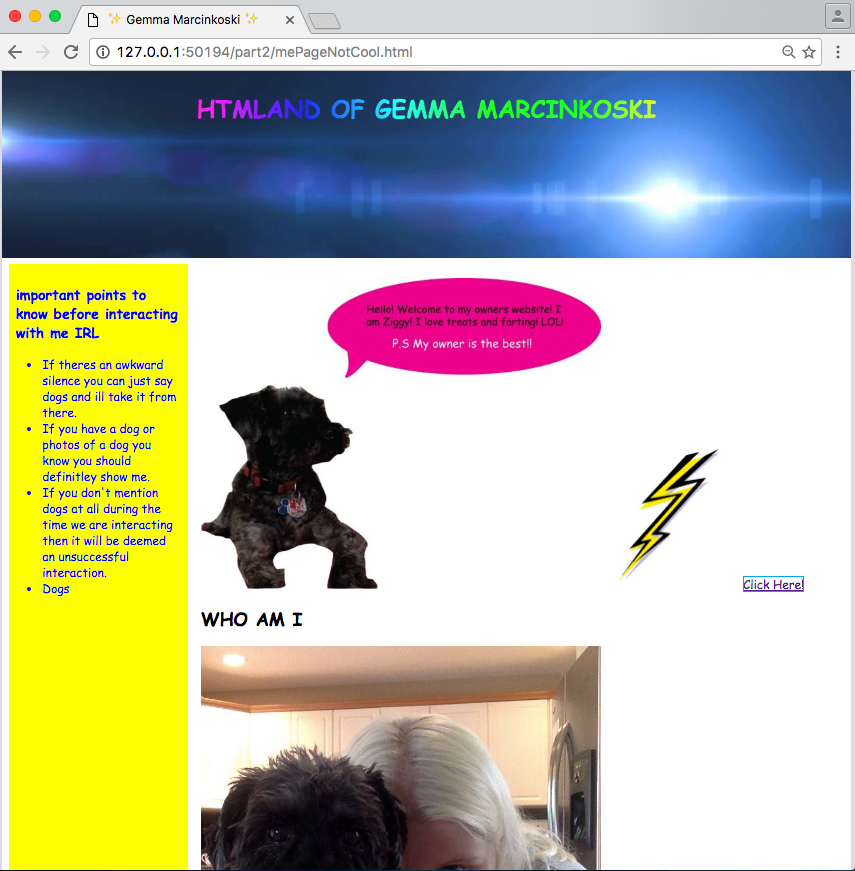 ✨ Gemma Marcinkoski ✨
127.0.0.1:50194/part2/mePageNotCool.html
HTMLAND OF GEMMA MARCINKOSKI
important points to
know before interacting
with me IRL
If theres an awkward
silence you can just say
dogs and ill take it from
there.
If you have a dog or
photos of a dog you
know you should
definitley show me.
If you don't mention
dogs at all during the
time we are interacting
then it will be deemed
an unsuccessful
interaction.
Dogs
Hello! Welcome to my owners website! I
am Ziggy! I love treats and farting! LOL!
P.S My owner is the best!!
Click Here!
WHO AM I